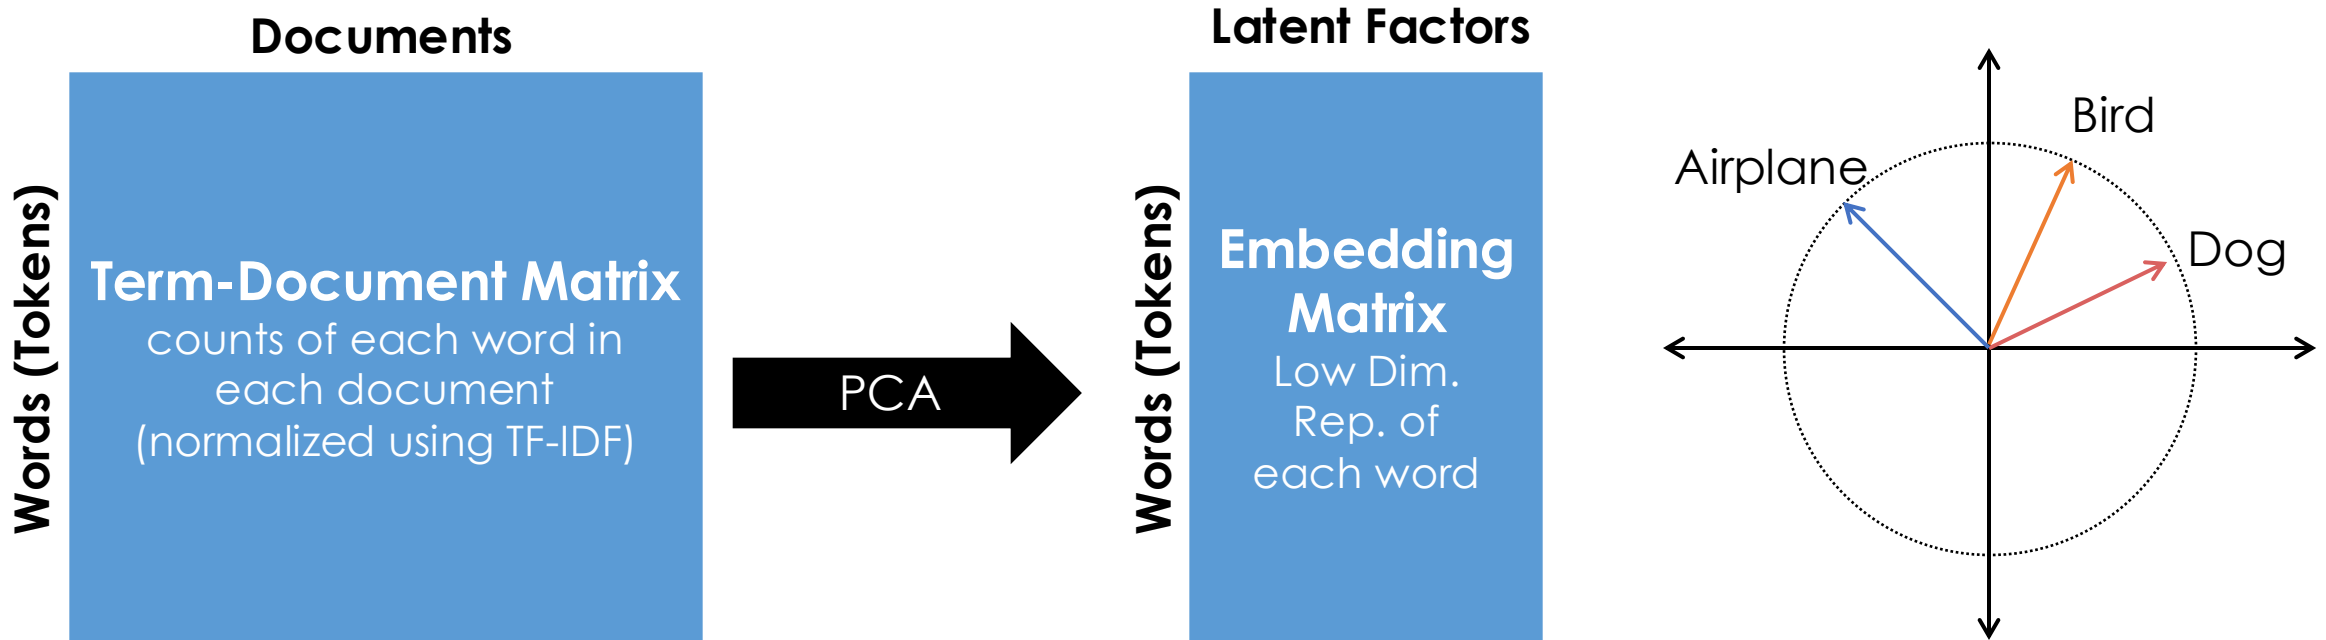 Documents
Words (Tokens)
Term-Document Matrix
counts of each word in
each document
(normalized using TF-IDF)
PCA
Latent Factors
Words (Tokens)
Embedding
Matrix
Low Dim.
Rep. of
each word
Airplane
Bird
Dog